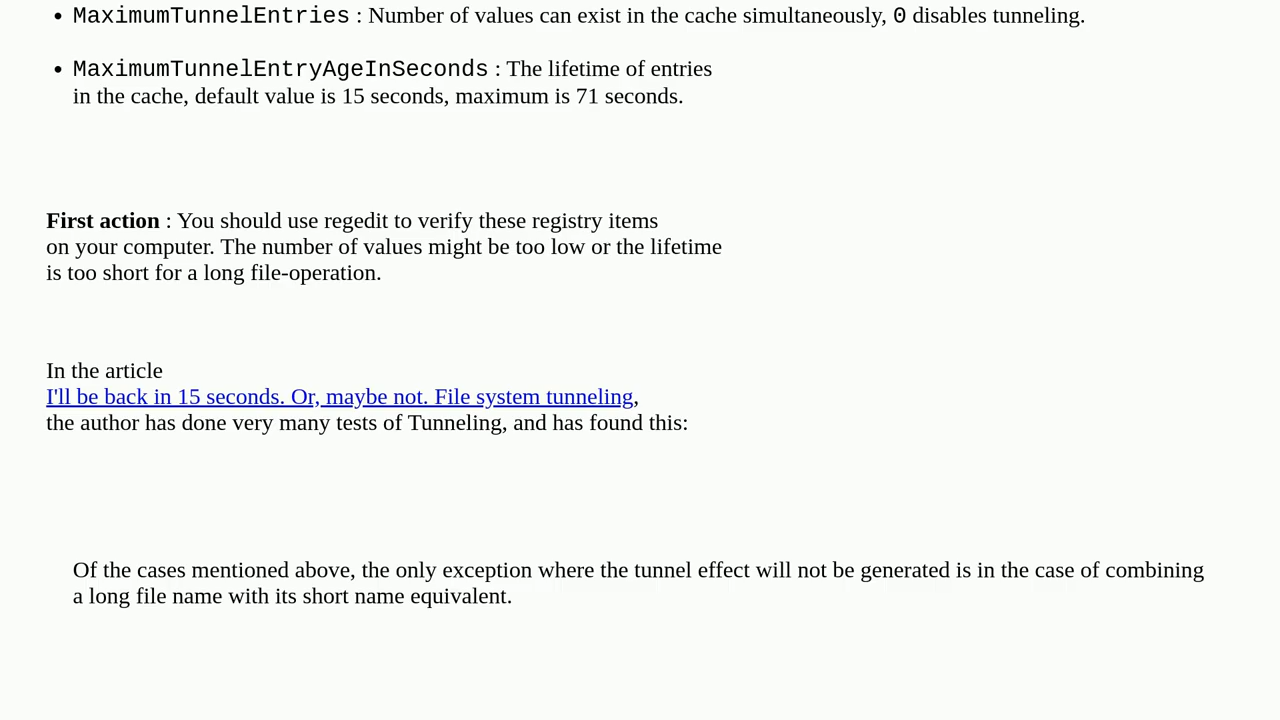 • MaximumTunnelEntries : Number of values can exist in the cache simultaneously, 0 disables tunneling.
• MaximumTunnelEntryAgeInSeconds : The lifetime of entries
in the cache, default value is 15 seconds, maximum is 71 seconds.
First action : You should use regedit to verify these registry items
on your computer. The number of values might be too low or the lifetime
is too short for a long file-operation.
In the article
I'll be back in 15 seconds. Or, maybe not. File system tunneling,
the author has done very many tests of Tunneling, and has found this:
Of the cases mentioned above, the only exception where the tunnel effect will not be generated is in the case of combining
a long file name with its short name equivalent.